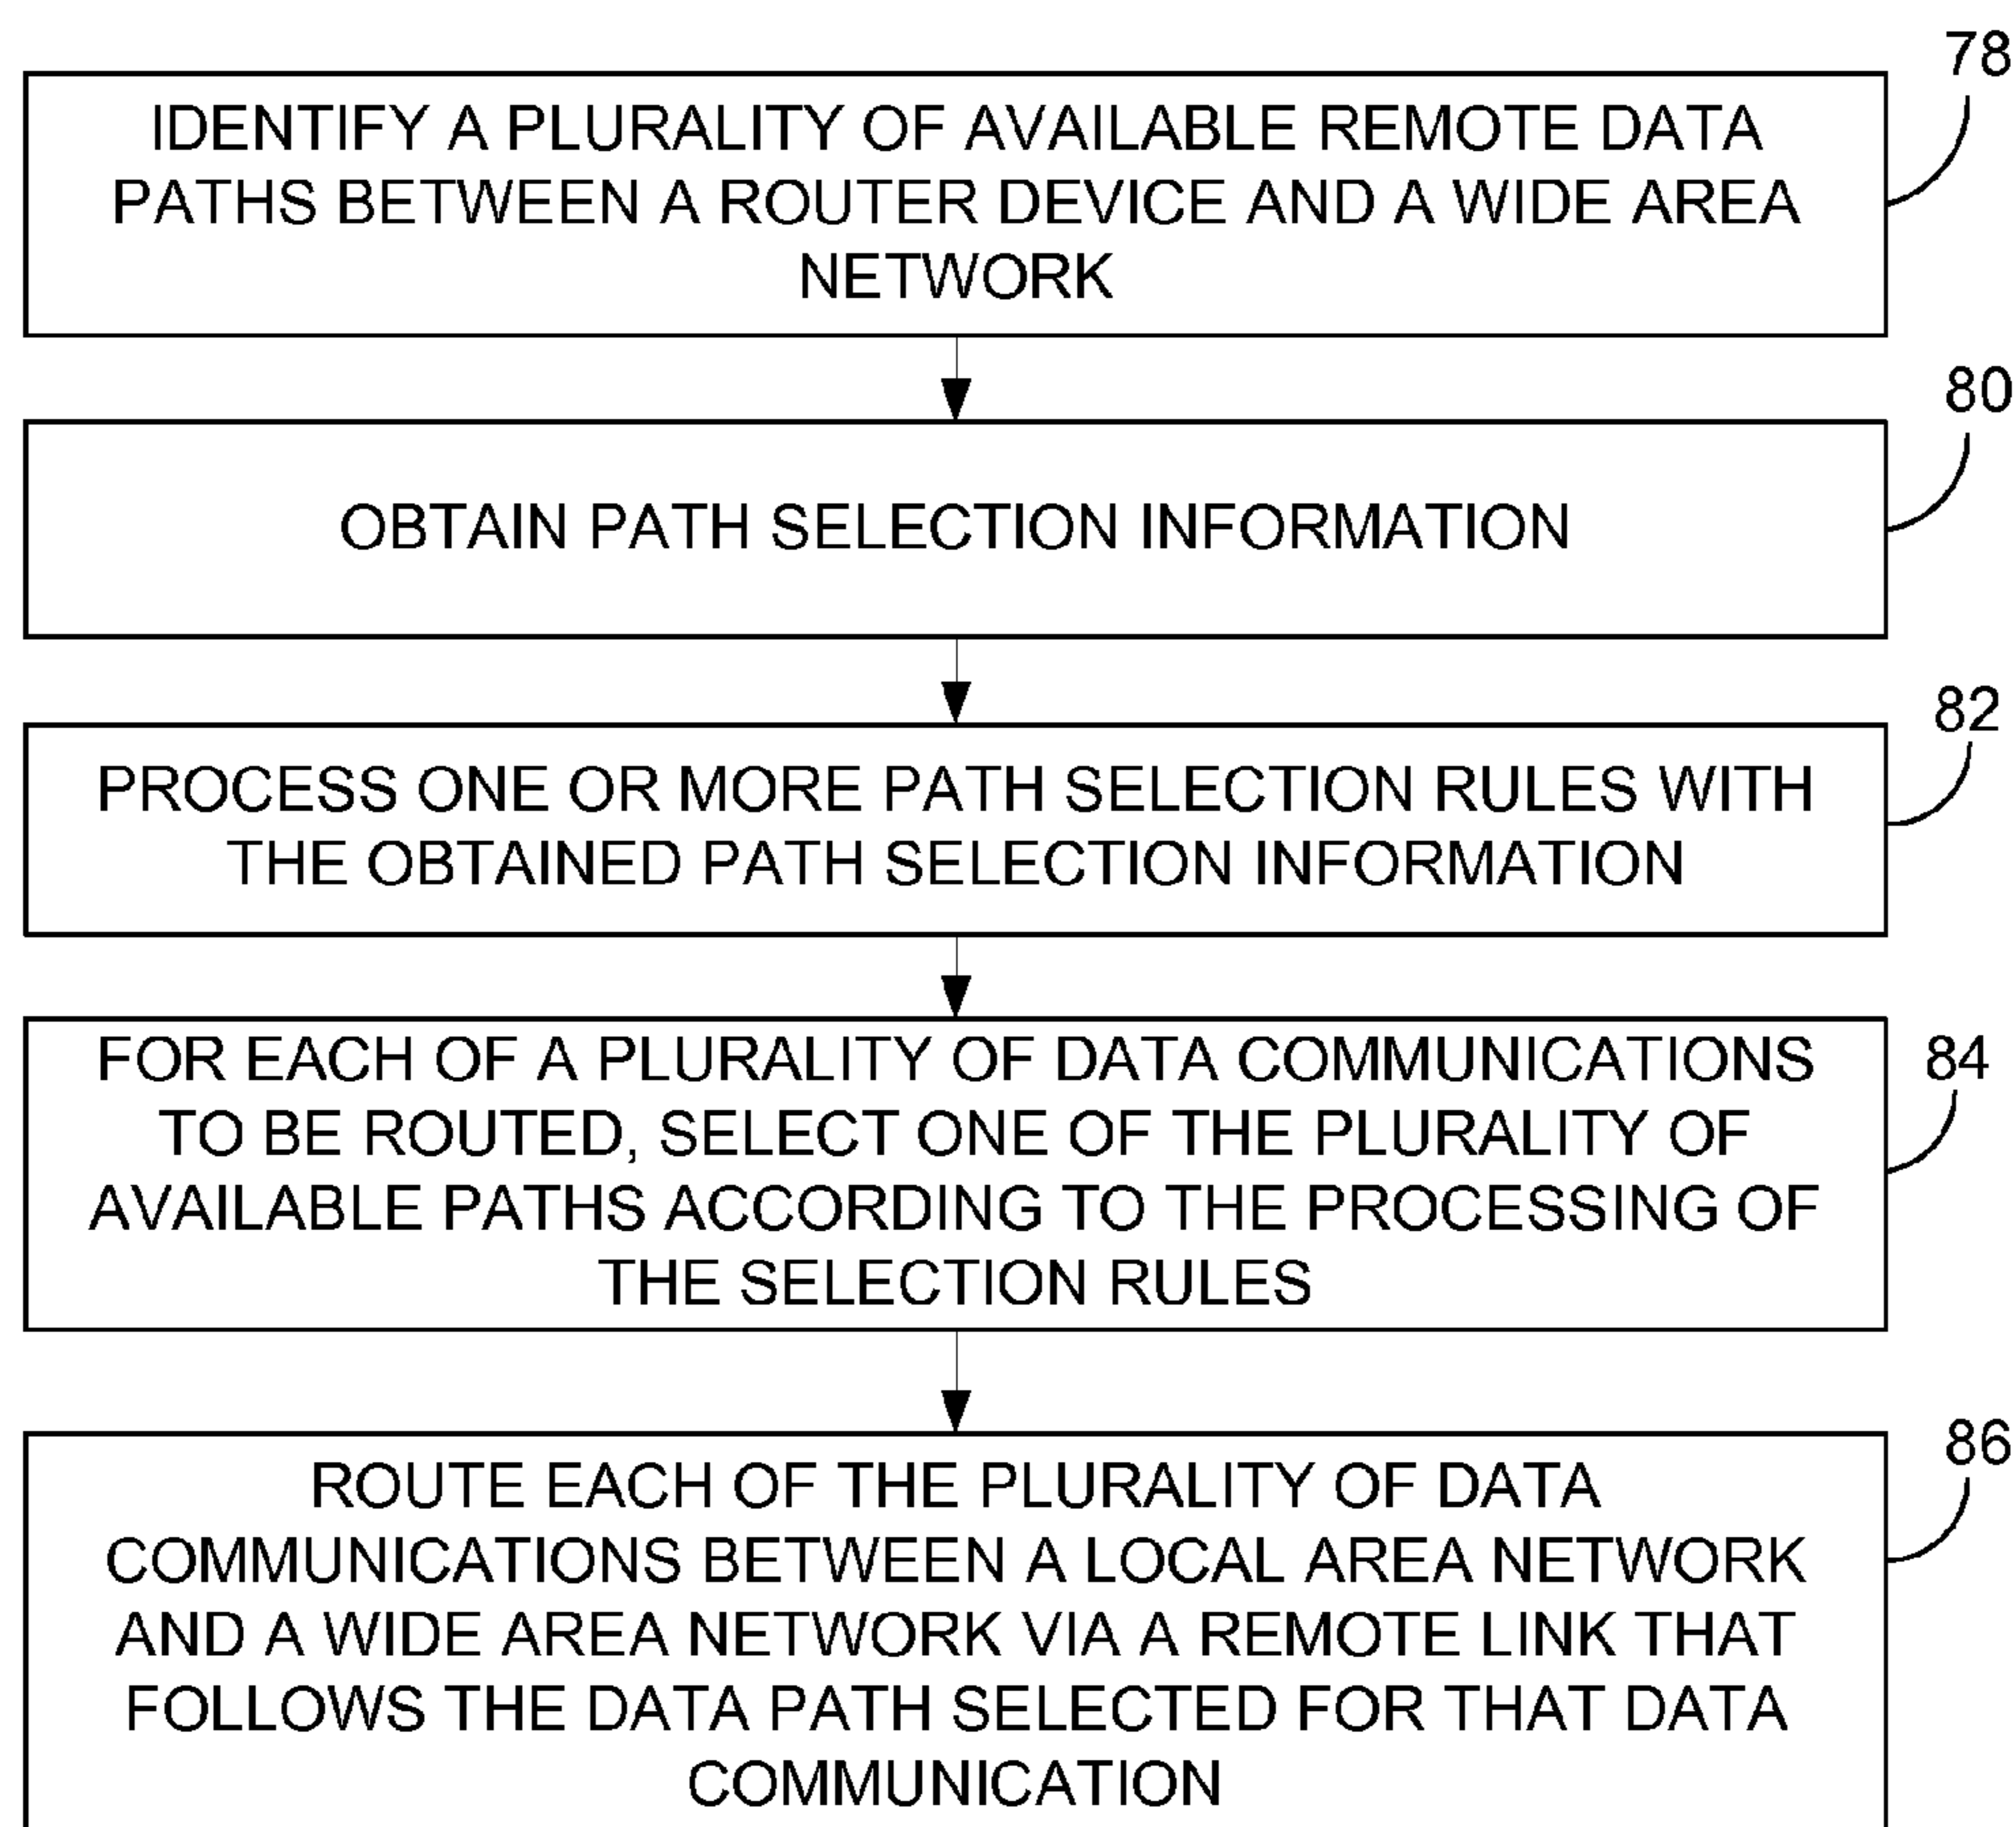 78
IDENTIFY A PLURALITY OF AVAILABLE REMOTE DATA
PATHS BETWEEN A ROUTER DEVICE AND A WIDE AREA
NETWORK
80
OBTAIN PATH SELECTION INFORMATION
82
PROCESS ONE OR MORE PATH SELECTION RULES WITH
THE OBTAINED PATH SELECTION INFORMATION
84
FOR EACH OF A PLURALITY OF DATA COMMUNICATIONS
TO BE ROUTED, SELECT ONE OF THE PLURALITY OF
AVAILABLE PATHS ACCORDING TO THE PROCESSING OF
THE SELECTION RULES
86
ROUTE EACH OF THE PLURALITY OF DATA
COMMUNICATIONS BETWEEN A LOCAL AREA NETWORK
AND A WIDE AREA NETWORK VIA A REMOTE LINK THAT
FOLLOWS THE DATA PATH SELECTED FOR THAT DATA
COMMUNICATION